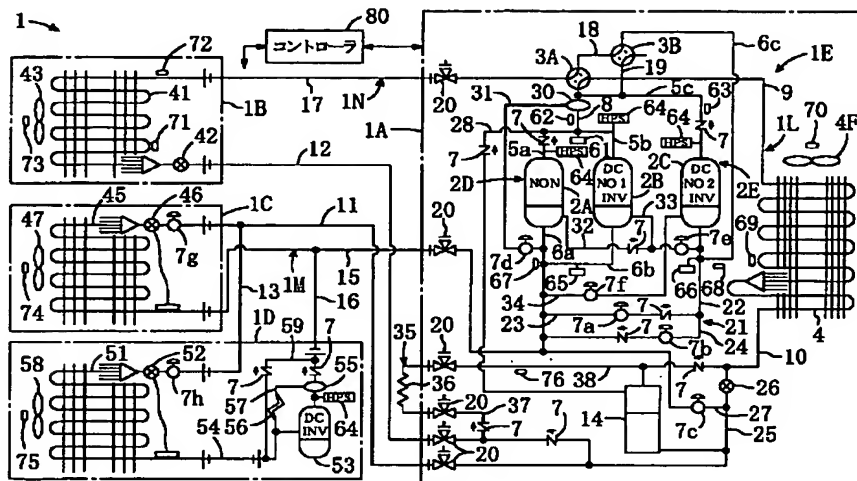 1
72
80
コントローラ
18
3B
6c
1E
3A
19
43
1B
17
1N
20
31
30
5c
63
9
41
1A
62
8
64
HPS
70
28
7
61
64
HPS
7
1L
4F
73
71
42
12
7
5a
HPS
5b
2C
2E
64
2D
NON
2A
DC
NO 1
INV
2B
DC
NO 2
INV
45
46
1C
11
20
33
47
7g
32
7
7e
69
15
7d
6a
6b
67
65
7f
66
68
74
13
1M
16
34
22
4
1D
59
23
7a
7
21
58
51
52
7
7
35
20
7
7b
24
10
7h
55
57
36
76
38
7
26
56
HPS
64
20
37
14
7c
27
75
54
DC
INV
53
7
7
25
20